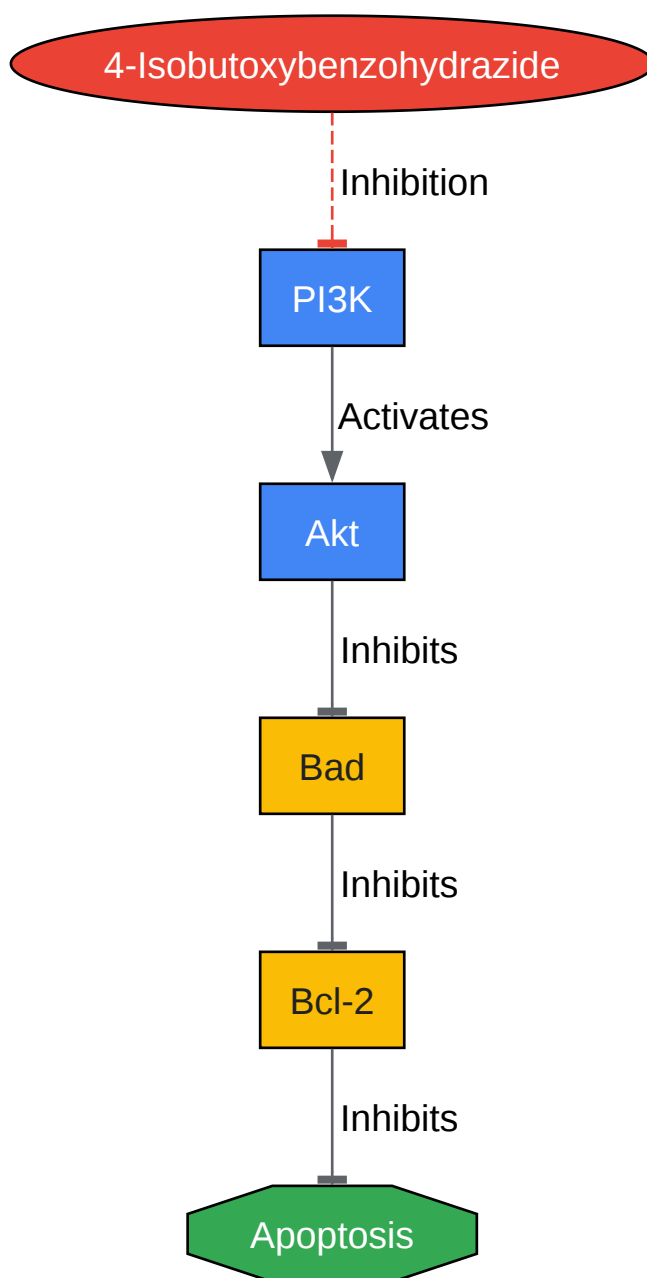 4-Isobutoxybenzohydrazide
Inhibition
PI3K
Activates
Akt
Inhibits
Bad
Inhibits
Bcl-2
Inhibits
Apoptosis